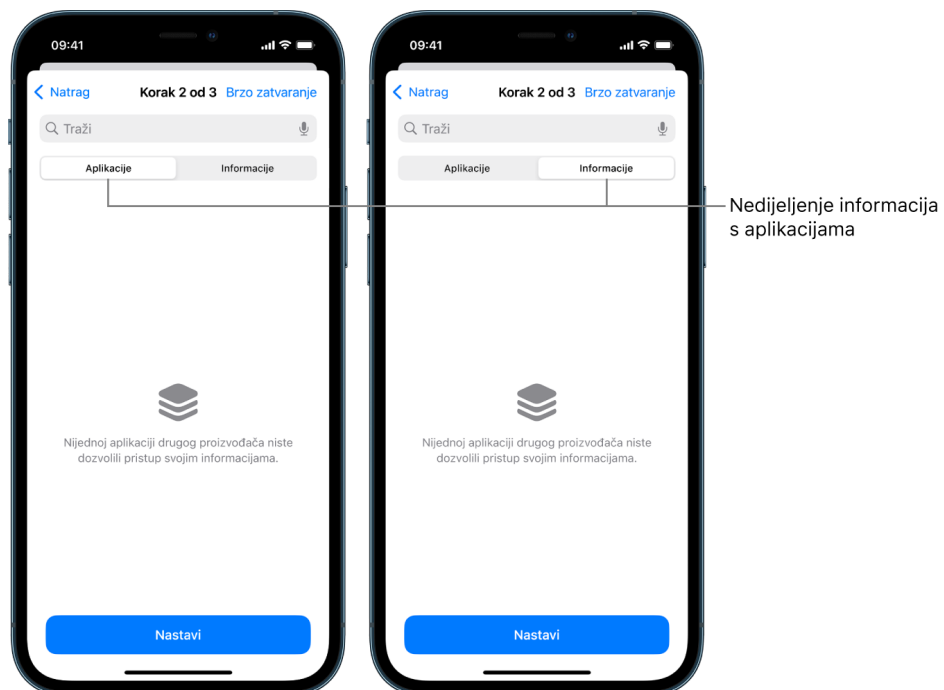 09:41
Natrag
Korak 2 od 3
Brzo zatvaranje
Traži
Aplikacije
Informacije
Nijednoj aplikaciji drugog proizvođača niste
dozvolili pristup svojim informacijama.
Nastavi
09:41
Natrag
Korak 2 od 3
Brzo zatvaranje
Traži
Aplikacije
Informacije
Nijednoj aplikaciji drugog proizvođača niste
dozvolili pristup svojim informacijama.
Nastavi
Nedijeljenje informacija
s aplikacijama